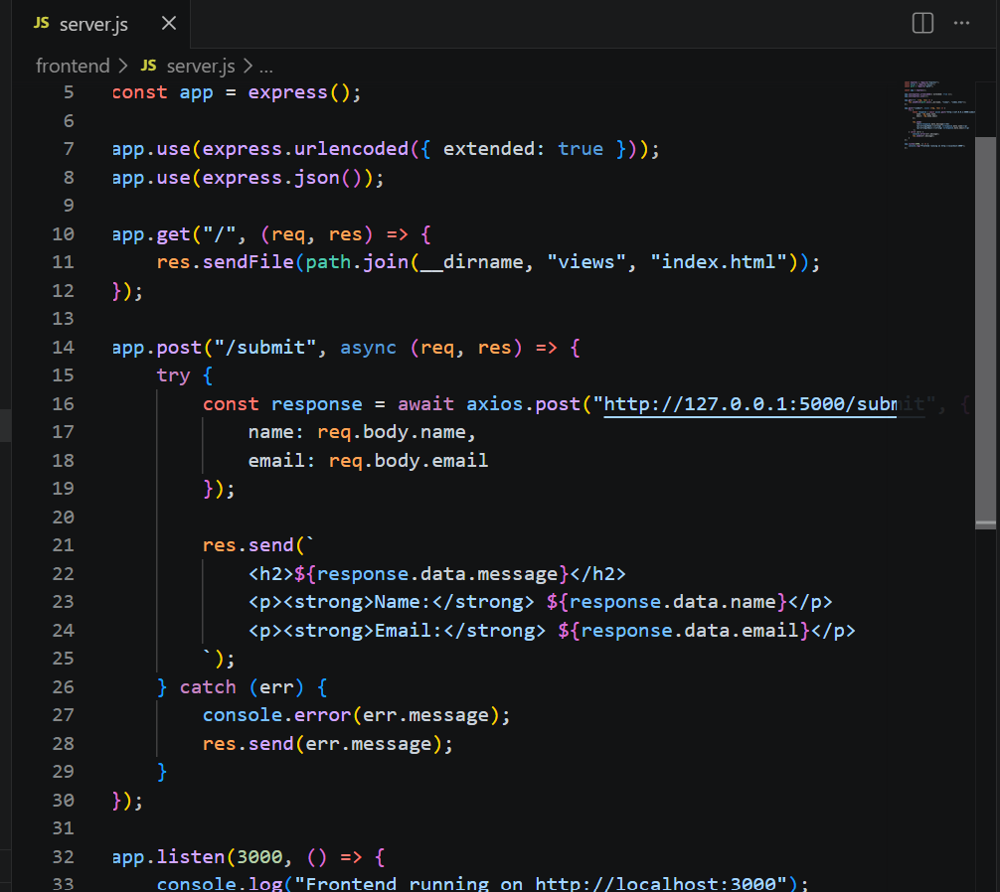 JS server.js
frontend > JS server.js > ...
5 const app = express();
6
7 app.use(express.urlencoded({ extended: true }));
8 app.use(express.json());
9
10 app.get("/", (req, res) => {
11     res.sendFile(path.join(__dirname, "views", "index.html"));
12 });
13
14 app.post("/submit", async (req, res) => {
15     try {
16         const response = await axios.post("http://127.0.0.1:5000/submit", {
17             name: req.body.name,
18             email: req.body.email
19         });
20
21         res.send(`
22             <h2>${response.data.message}</h2>
23             <p><strong>Name:</strong> ${response.data.name}</p>
24             <p><strong>Email:</strong> ${response.data.email}</p>
25         `);
26     } catch (err) {
27         console.error(err.message);
28         res.send(err.message);
29     }
30 });
31
32 app.listen(3000, () => {
33     console.log("Frontend running on http://localhost:3000");